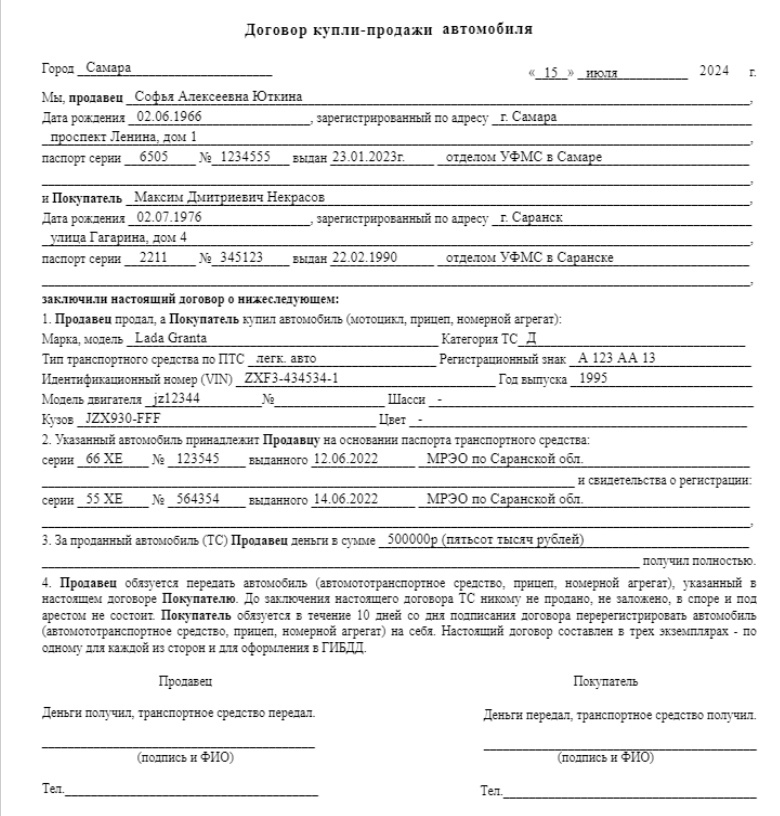 Договор купли-продажи автомобиля
Город Самара « 15 » июля 2024 г.
Мы, продавец Софья Алексеевна Юткина,
Дата рождения 02.06.1966, зарегистрированный по адресу г. Самара
проспект Ленина, дом 1,
паспорт серии 6505 № 1234555 выдан 23.01.2023г. отделом УФМС в Самаре
,
и Покупатель Максим Дмитриевич Некрасов,
Дата рождения 02.07.1976, зарегистрированный по адресу г. Саранск
улица Гагарина, дом 4,
паспорт серии 2211 № 345123 выдан 22.02.1990 отделом УФМС в Саранске
,
заключили настоящий договор о нижеследующем:
1. Продавец продал, а Покупатель купил автомобиль (мотоцикл, прицеп, номерной агрегат):
Марка, модель Lada Granta Категория ТС Д
Тип транспортного средства по ПТС легк. авто Регистрационный знак А 123 АА 13
Идентификационный номер (VIN) ZXF3-434534-1 Год выпуска 1995
Модель двигателя jz12344 № Шасси -
Кузов JZX930-FFF Цвет -
2. Указанный автомобиль принадлежит Продавцу на основании паспорта транспортного средства:
серии 66 ХЕ № 123545 выданного 12.06.2022 МРЭО по Саранской обл.
и свидетельства о регистрации:
серии 55 ХЕ № 564354 выданного 14.06.2022 МРЭО по Саранской обл.
,
3. За проданный автомобиль (ТС) Продавец деньги в сумме 500000р (пятьсот тысяч рублей)
получил полностью.
4. Продавец обязуется передать автомобиль (автомототранспортное средство, прицеп, номерной агрегат), указанный в
настоящем договоре Покупателю. До заключения настоящего договора ТС никому не продано, не заложено, в споре и под
арестом не состоит. Покупатель обязуется в течение 10 дней со дня подписания договора перерегистрировать автомобиль
(автомототранспортное средство, прицеп, номерной агрегат) на себя. Настоящий договор составлен в трех экземплярах - по
одному для каждой из сторон и для оформления в ГИБДД.
Продавец Покупатель
Деньги получил, транспортное средство передал. Деньги передал, транспортное средство получил.
(подпись и ФИО) (подпись и ФИО)
Тел. Тел.